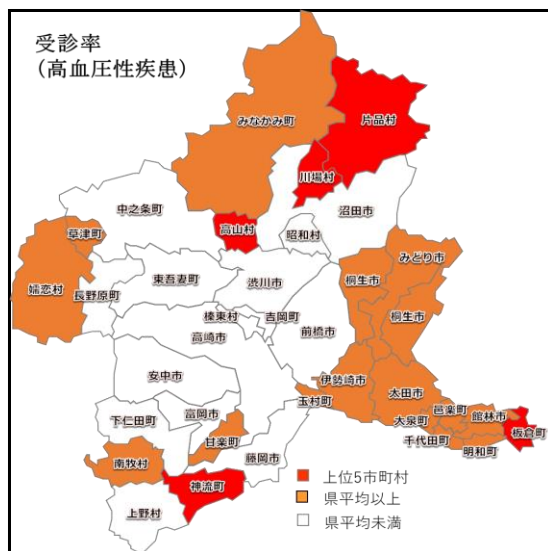 受診率
(高血圧性疾患)
みなかみ町
片品村
川場村
沼田市
中之条町
高山村
昭和村
草津町
みどり市
嬬恋村
長野原町
東吾妻町
渋川市
桐生市
榛東村
吉岡町
桐生市
高崎市
前橋市
安中市
伊勢崎市
太田市
玉村町
富岡市
下仁田町
甘楽町
邑楽町
館林市
大泉町
板倉町
千代田町
明和町
藤岡市
南牧村
神流町
上野村
上位5市町村
県平均以上
県平均未満